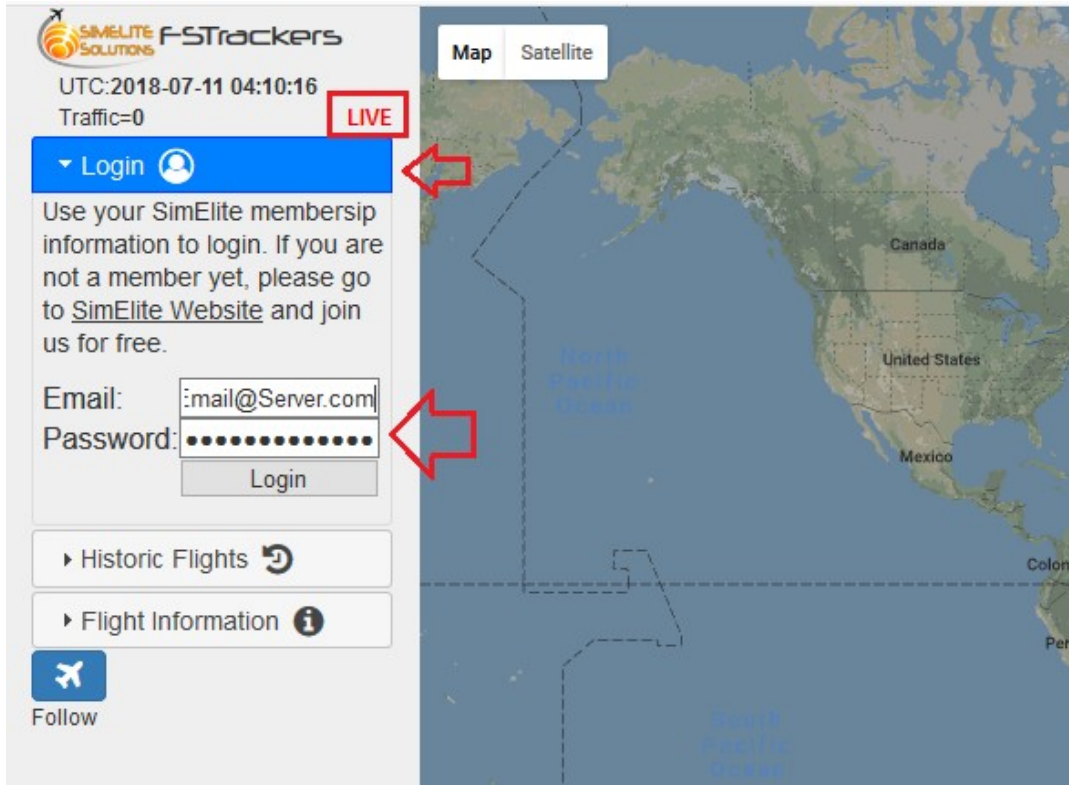 SIMELITE
SOLUTIONS
FSTrackers
UTC:2018-07-11 04:10:16
Traffic=0
LIVE
Login
Use your SimElite membersip
information to login. If you are
not a member yet, please go
to SimElite Website and join
us for free.
Email: Email@Server.com
Password: •••••••••••••
Login
Historic Flights
Flight Information
Follow
Map Satellite
Canada
North
Pacific
Ocean
United States
Mexico
Colom
Per
South
Pacific
Ocean